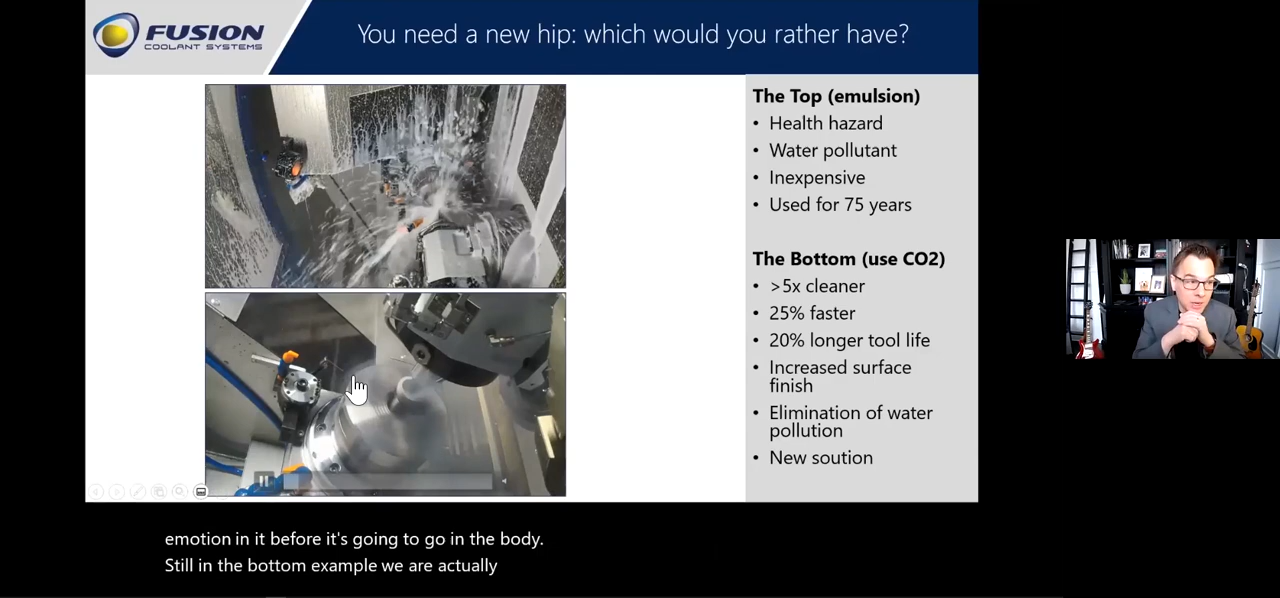 FUSION
COOLANT SYSTEMS
You need a new hip: which would you rather have?
The Top (emulsion)
• Health hazard
• Water pollutant
• Inexpensive
• Used for 75 years
The Bottom (use CO2)
• >5x cleaner
• 25% faster
• 20% longer tool life
• Increased surface
finish
• Elimination of water
pollution
• New soution
emotion in it before it's going to go in the body.
Still in the bottom example we are actually